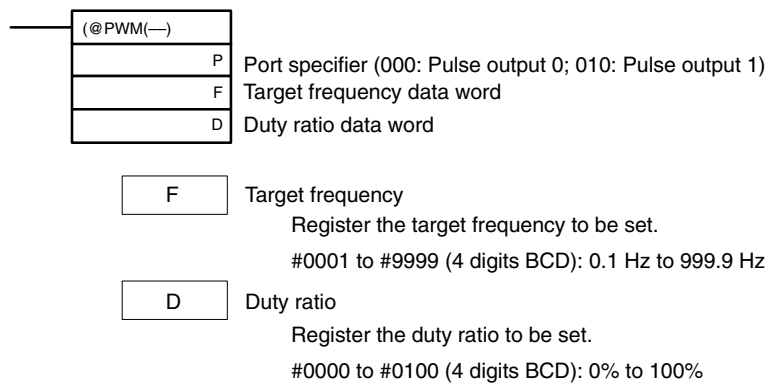 (@PWM(—)
P Port specifier (000: Pulse output 0; 010: Pulse output 1)
F Target frequency data word
D Duty ratio data word
F Target frequency
Register the target frequency to be set.
#0001 to #9999 (4 digits BCD): 0.1 Hz to 999.9 Hz
D Duty ratio
Register the duty ratio to be set.
#0000 to #0100 (4 digits BCD): 0% to 100%